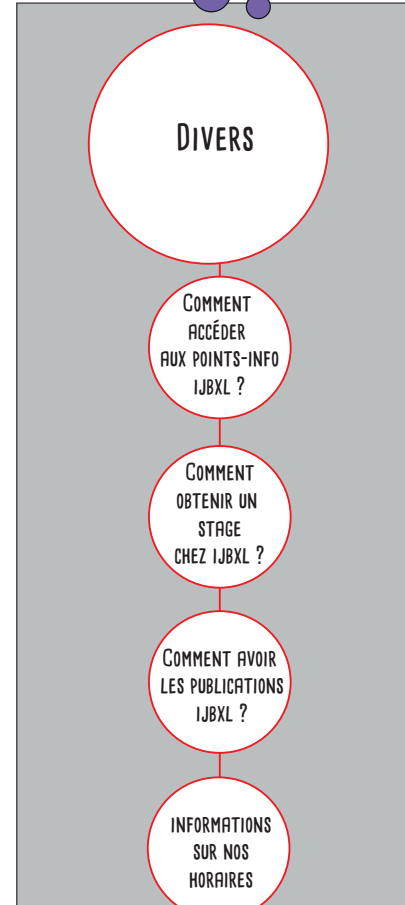 Divers
Comment
accéder
aux points-info
IJBXL ?
Comment
obtenir un
stage
chez IJBXL ?
Comment avoir
les publications
IJBXL ?
informations
sur nos
horaires